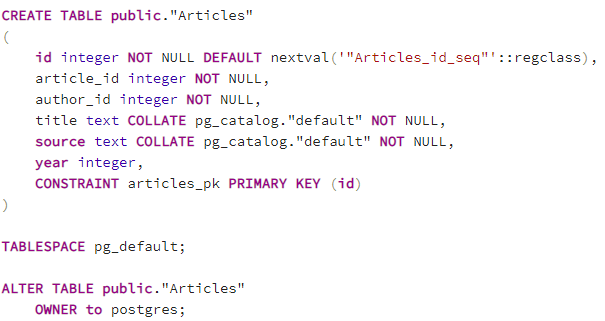 CREATE TABLE public."Articles"
(
    id integer NOT NULL DEFAULT nextval('"Articles_id_seq"'::regclass),
    article_id integer NOT NULL,
    author_id integer NOT NULL,
    title text COLLATE pg_catalog."default" NOT NULL,
    source text COLLATE pg_catalog."default" NOT NULL,
    year integer,
    CONSTRAINT articles_pk PRIMARY KEY (id)
)

TABLESPACE pg_default;

ALTER TABLE public."Articles"
    OWNER to postgres;